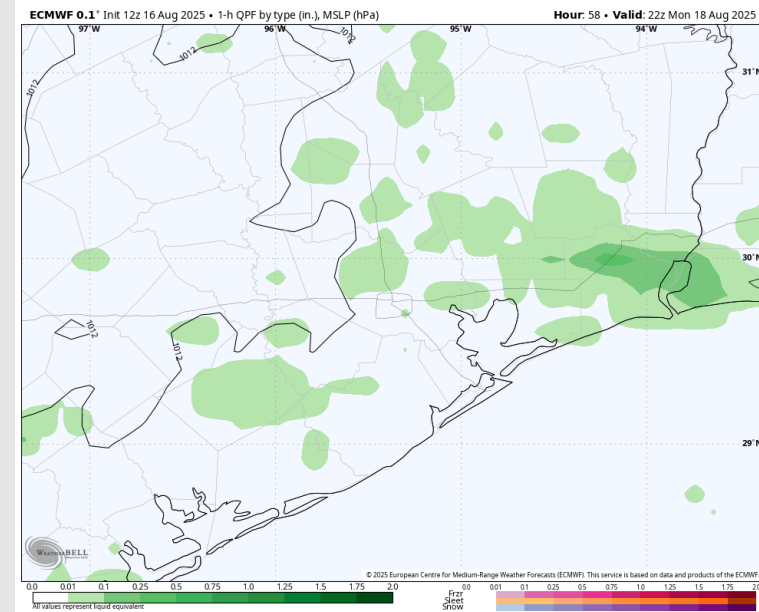 ECMWF 0.1° Init 12z 16 Aug 2025 • 1-h QPF by type (in.), MSLP (hPa)
Hour: 58 • Valid: 22z Mon 18 Aug 2025
97°W 96°W 95°W 94°W
1012
1012
1012
31°N
30°N
1012
1012
29°N
WEATHERBELL
© 2025 European Centre for Medium-Range Weather Forecasts (ECMWF). This service is based on data and products of the ECMWF.
0.0 0.01 0.1 0.25 0.5 0.75 1.0 1.25 1.5 1.75 2.0
0.0 0.01 0.1 0.25 0.5 0.75 1.0 1.25 1.5 1.75 2.0
Frzr
Sleet
Snow
All values represent liquid equivalent